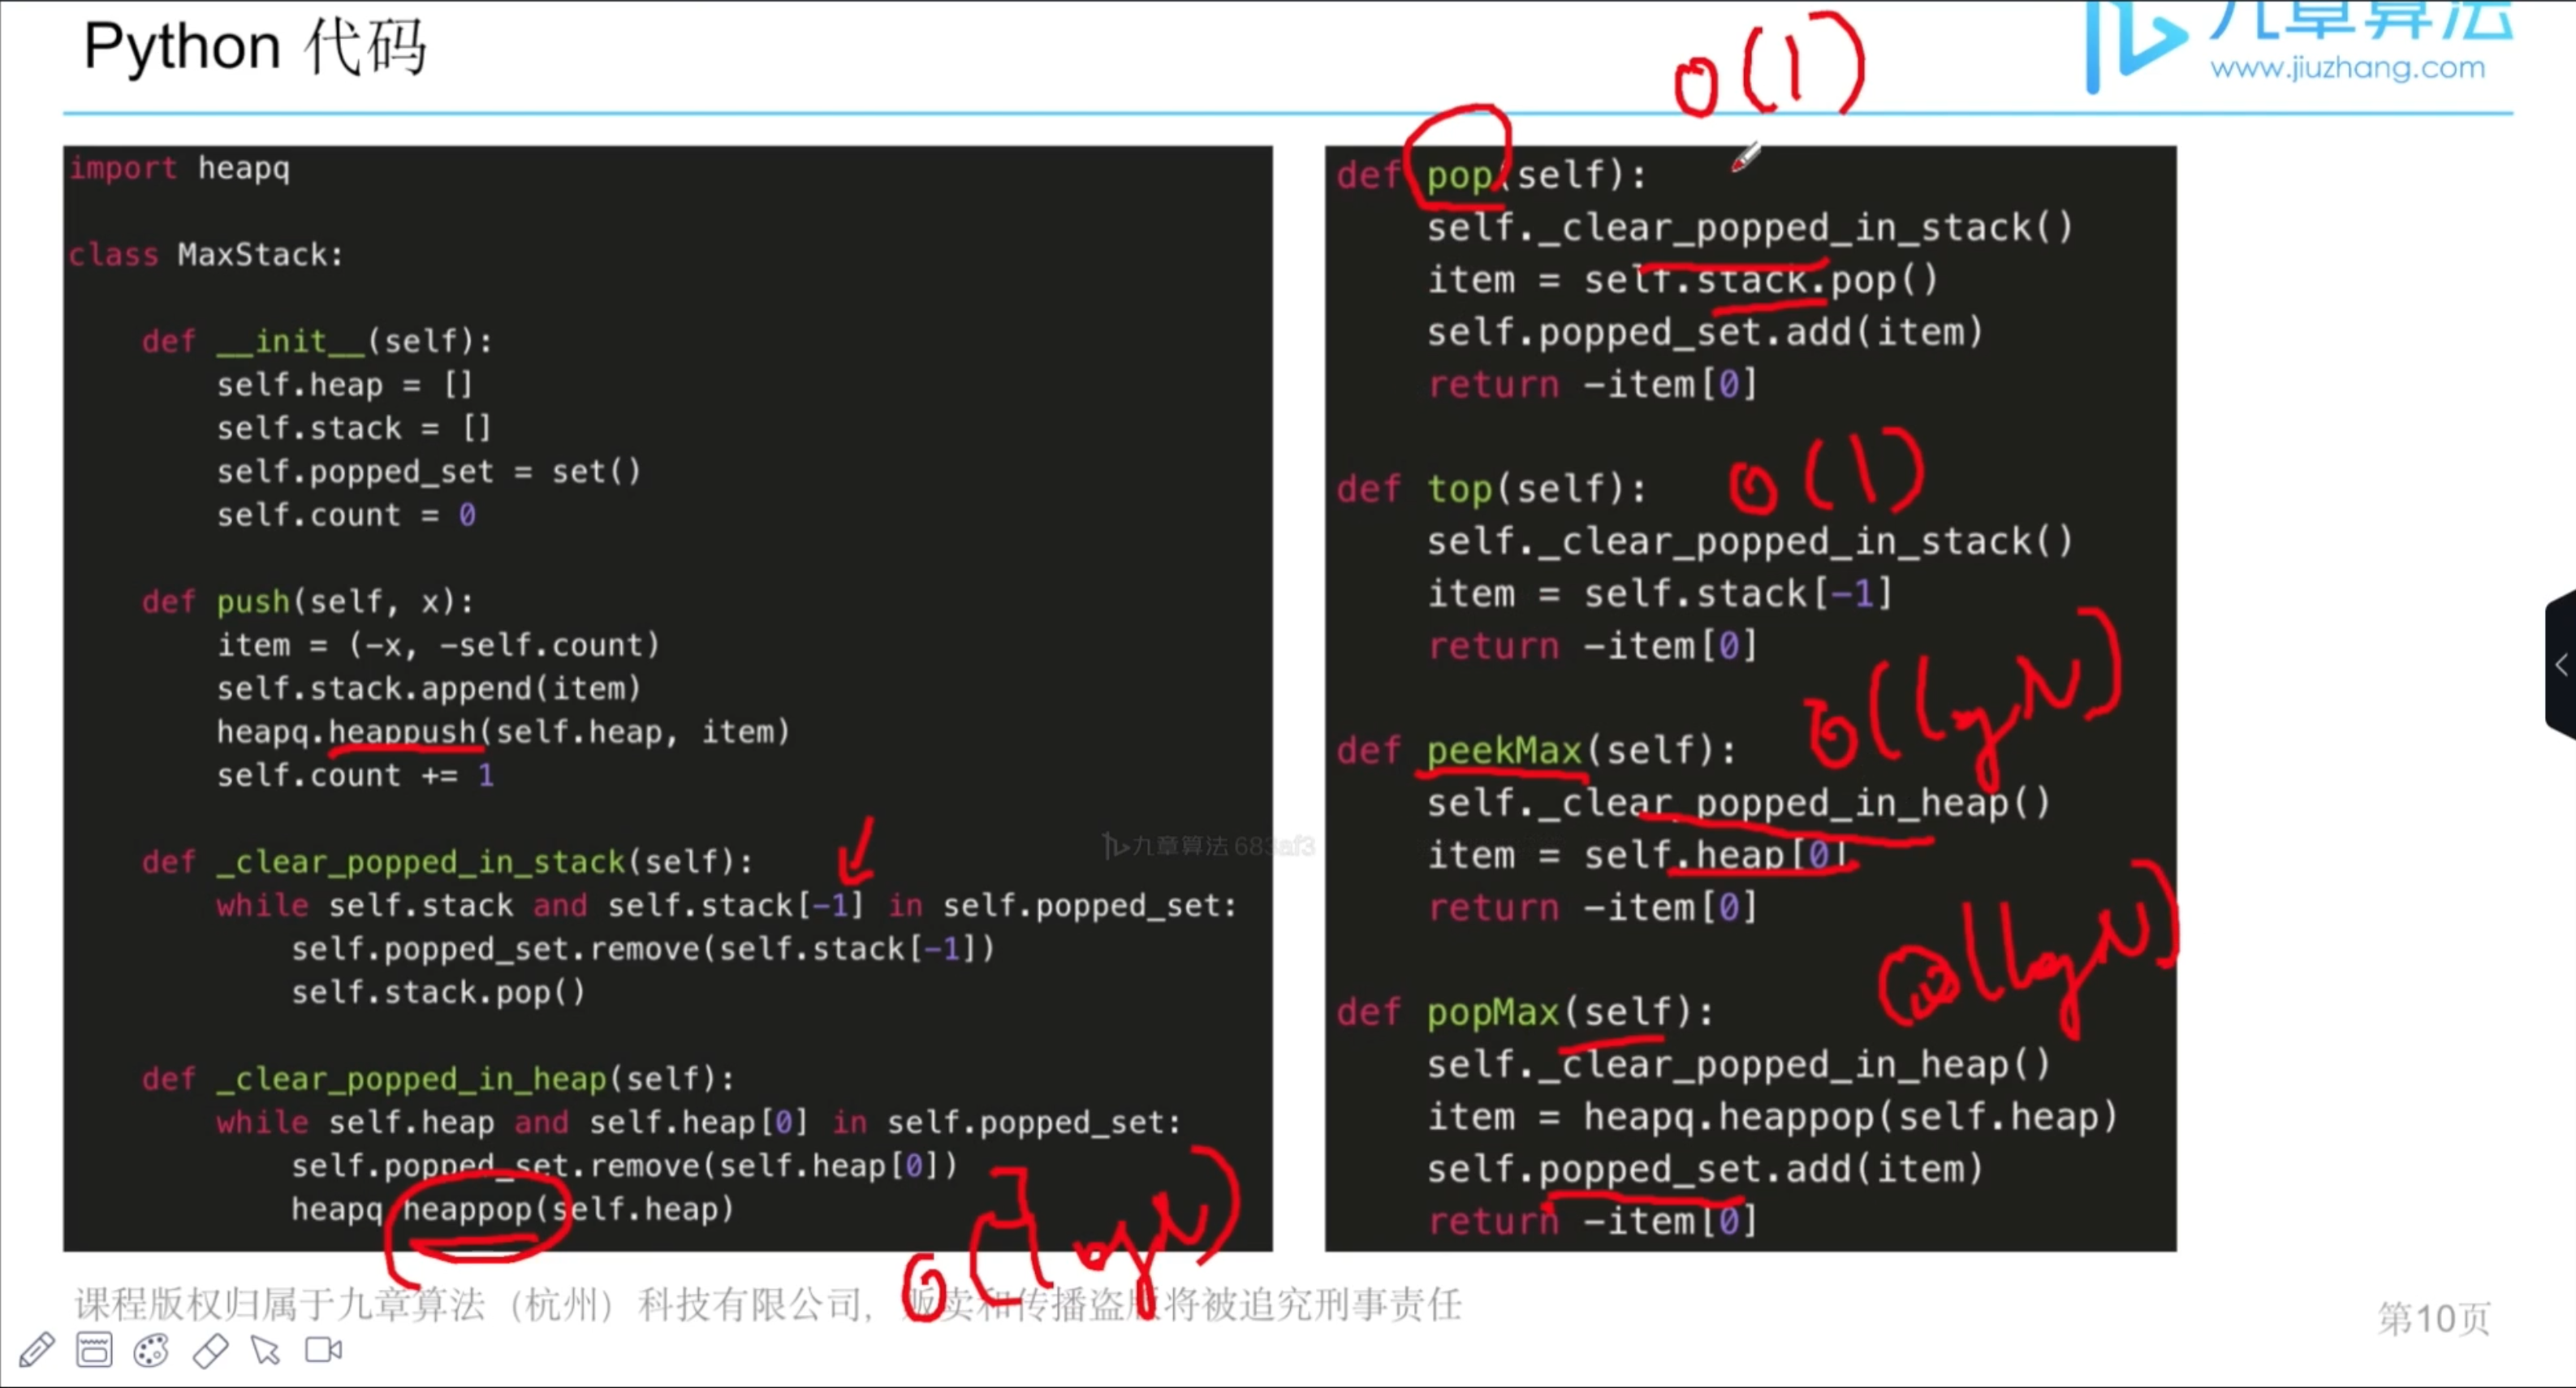 Python 代码
九章算法
www.jiuzhang.com
import heapq
class MaxStack:
def __init__(self):
self.heap = []
self.stack = []
self.popped_set = set()
self.count = 0
def push(self, x):
item = (-x, -self.count)
self.stack.append(item)
heapq.heappush(self.heap, item)
self.count += 1
def _clear_popped_in_stack(self):
while self.stack and self.stack[-1] in self.popped_set:
self.popped_set.remove(self.stack[-1])
self.stack.pop()
def _clear_popped_in_heap(self):
while self.heap and self.heap[0] in self.popped_set:
self.popped_set.remove(self.heap[0])
heapq heappop(self.heap)
O(logN)
O(1)
def pop(self):
self._clear_popped_in_stack()
item = self.stack.pop()
self.popped_set.add(item)
return -item[0]
def top(self): O(1)
self._clear_popped_in_stack()
item = self.stack[-1]
return -item[0]
def peekMax(self): O(logN)
self._clear_popped_in_heap()
item = self.heap[0]
return -item[0]
O(logN)
def popMax(self):
self._clear_popped_in_heap()
item = heapq.heappop(self.heap)
self.popped_set.add(item)
return -item[0]
九章算法 683af3
课程版权归属于九章算法（杭州）科技有限公司，贩卖和传播盗版将被追究刑事责任
第10页